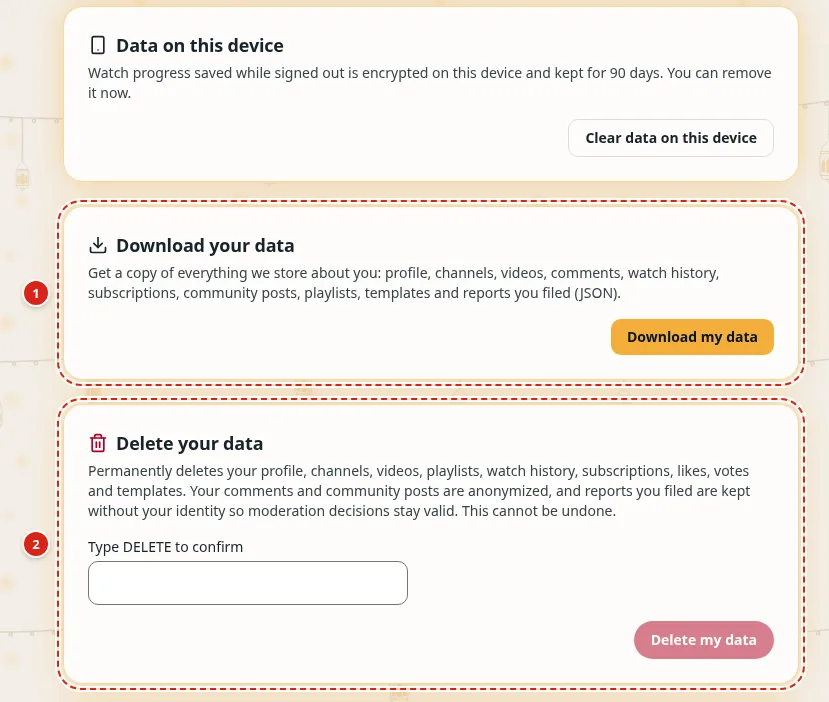 Data on this device
Watch progress saved while signed out is encrypted on this device and kept for 90 days. You can remove
it now.
Clear data on this device
1
Download your data
Get a copy of everything we store about you: profile, channels, videos, comments, watch history,
subscriptions, community posts, playlists, templates and reports you filed (JSON).
Download my data
2
Delete your data
Permanently deletes your profile, channels, videos, playlists, watch history, subscriptions, likes, votes
and templates. Your comments and community posts are anonymized, and reports you filed are kept
without your identity so moderation decisions stay valid. This cannot be undone.
Type DELETE to confirm
Delete my data